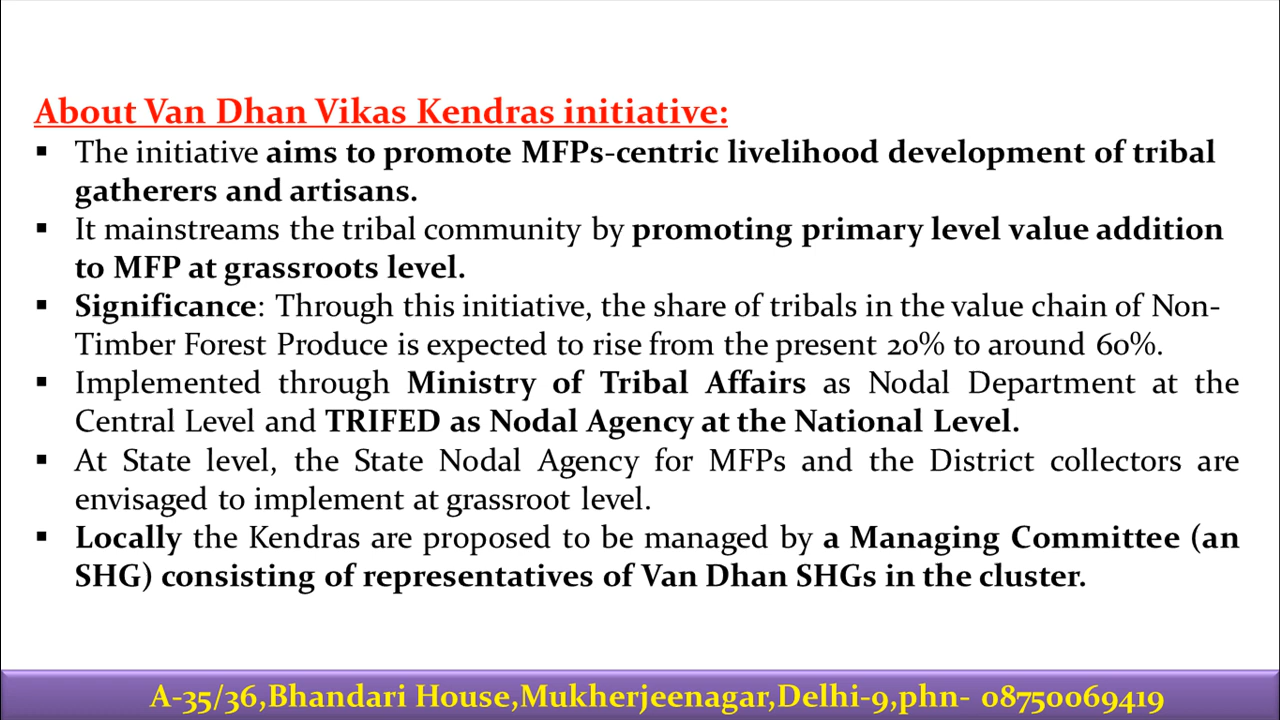 About Van Dhan Vikas Kendras initiative:
▪ The initiative aims to promote MFPs-centric livelihood development of tribal
gatherers and artisans.
▪ It mainstreams the tribal community by promoting primary level value addition
to MFP at grassroots level.
▪ Significance: Through this initiative, the share of tribals in the value chain of Non-
Timber Forest Produce is expected to rise from the present 20% to around 60%.
▪ Implemented through Ministry of Tribal Affairs as Nodal Department at the
Central Level and TRIFED as Nodal Agency at the National Level.
▪ At State level, the State Nodal Agency for MFPs and the District collectors are
envisaged to implement at grassroot level.
▪ Locally the Kendras are proposed to be managed by a Managing Committee (an
SHG) consisting of representatives of Van Dhan SHGs in the cluster.
A-35/36,Bhandari House,Mukherjeenagar,Delhi-9,phn- 08750069419